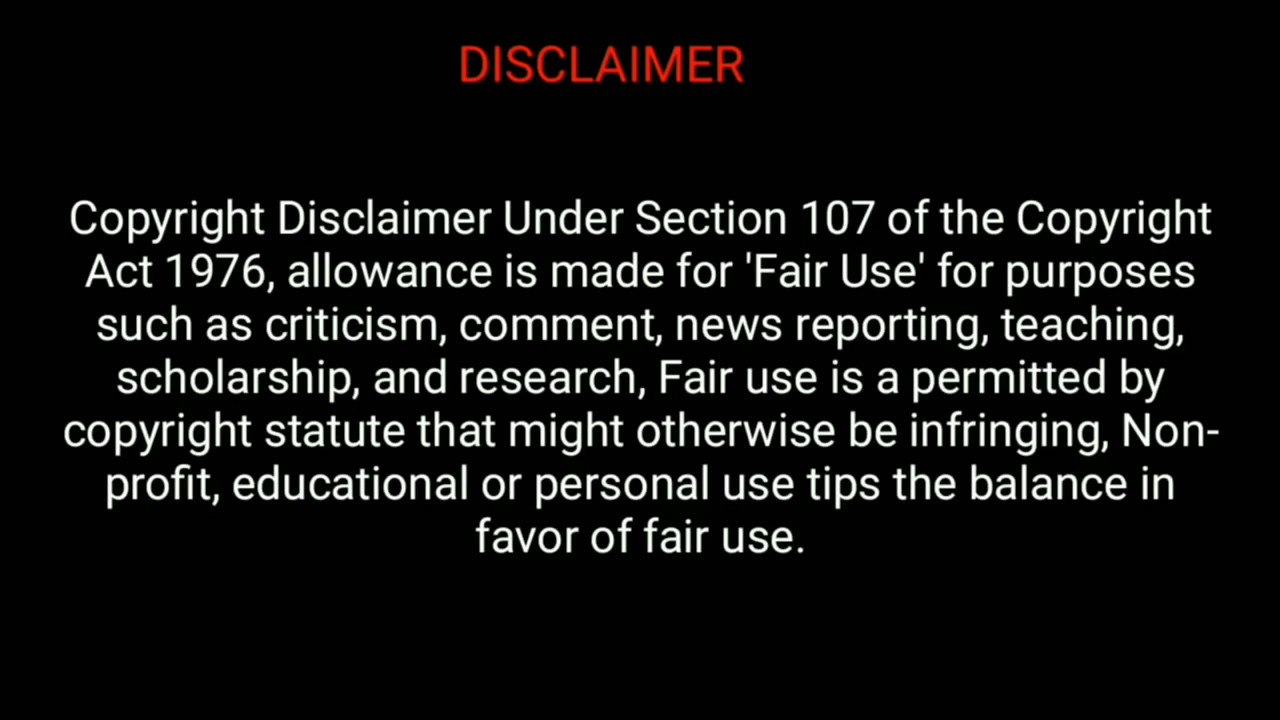 DISCLAIMER
Copyright Disclaimer Under Section 107 of the Copyright
Act 1976, allowance is made for 'Fair Use' for purposes
such as criticism, comment, news reporting, teaching,
scholarship, and research, Fair use is a permitted by
copyright statute that might otherwise be infringing, Non-
profit, educational or personal use tips the balance in
favor of fair use.